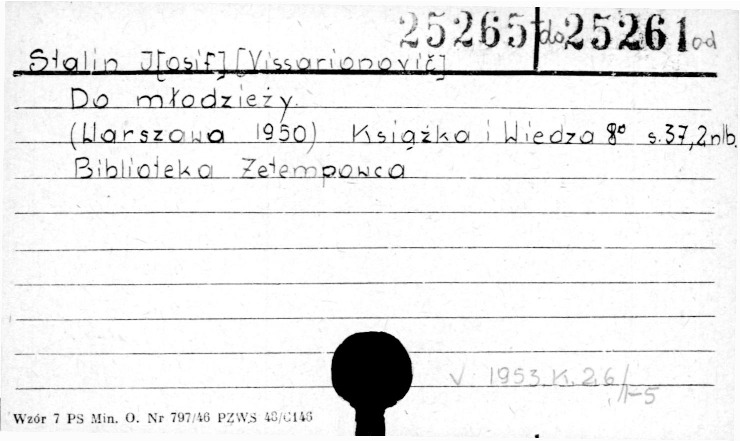 25265 do 25261 od
Stalin J[osif] [Vissarionovič]
Do młodzieży.
(Warszawa 1950) Książka i Wiedza 8° s.37,2nlb.
Biblioteka Zetempowca
V 1953.K.26/1-5
Wzór 7 PS Min. O. Nr 797/46 PZWS 48/C146